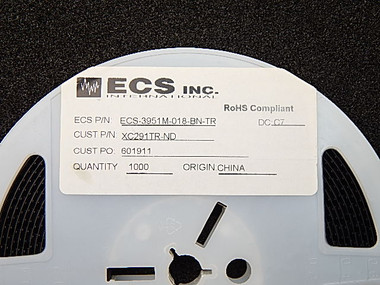 ECS INC.
INTERNATIONAL
RoHS Compliant
ECS P/N: ECS-3951M-018-BN-TR DC: C7
CUST P/N: XC291TR-ND
CUST PO: 601911
QUANTITY 1000 ORIGIN CHINA